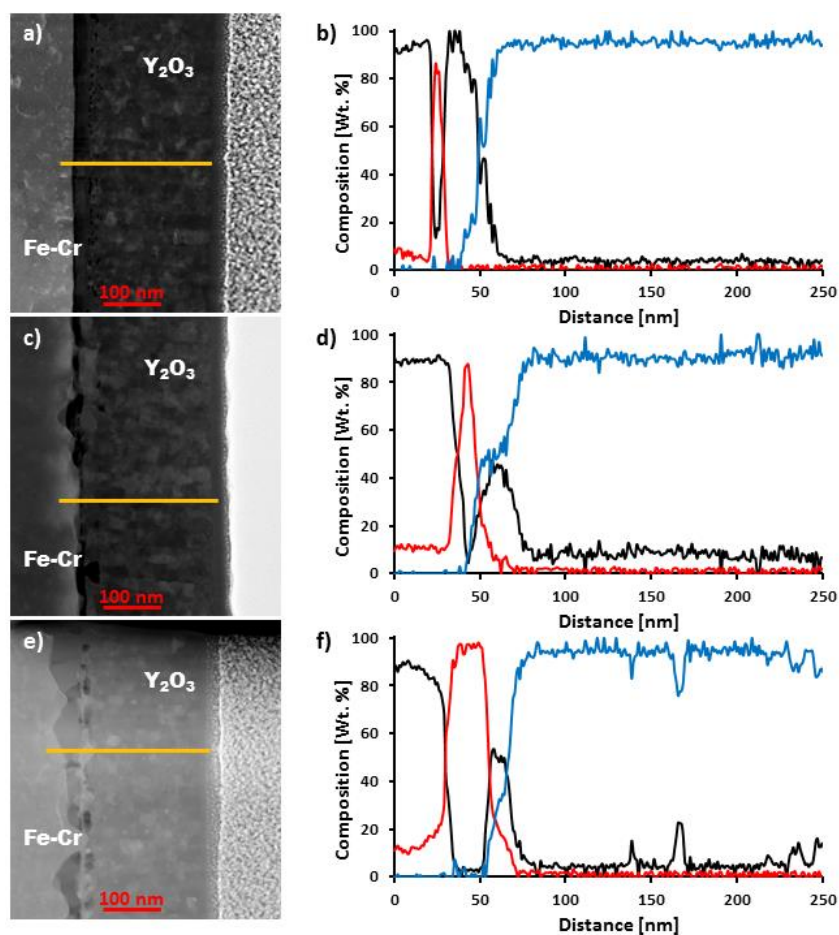 a)
Y₂O₃
Fe-Cr
100 nm
b)
Composition [Wt. %]
100
80
60
40
20
0
0 50 100 150 200 250
Distance [nm]
c)
Y₂O₃
Fe-Cr
100 nm
d)
Composition [Wt. %]
100
80
60
40
20
0
0 50 100 150 200 250
Distance [nm]
e)
Y₂O₃
Fe-Cr
100 nm
f)
Composition [Wt. %]
100
80
60
40
20
0
0 50 100 150 200 250
Distance [nm]